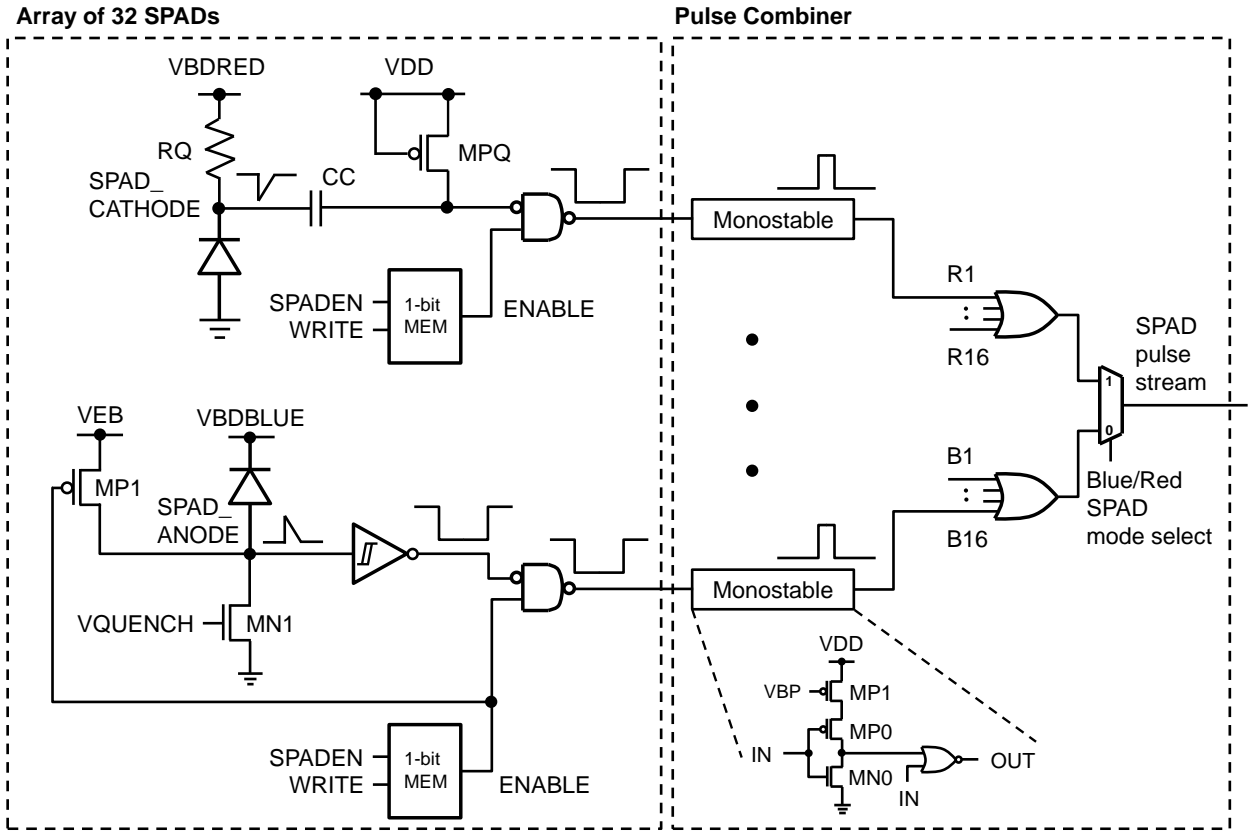 Array of 32 SPADs
Pulse Combiner
VBDRED
VDD
RQ
MPQ
SPAD_
CATHODE
CC
Monostable
SPADEN
WRITE
1-bit
MEM
ENABLE
R1
:
R16
SPAD
pulse
stream
1
0
VEB
VBDBLUE
MP1
SPAD_
ANODE
B1
:
B16
Blue/Red
SPAD
mode select
VQUENCH
MN1
Monostable
VDD
VBP
MP1
MP0
IN
MN0
IN
OUT
SPADEN
WRITE
1-bit
MEM
ENABLE